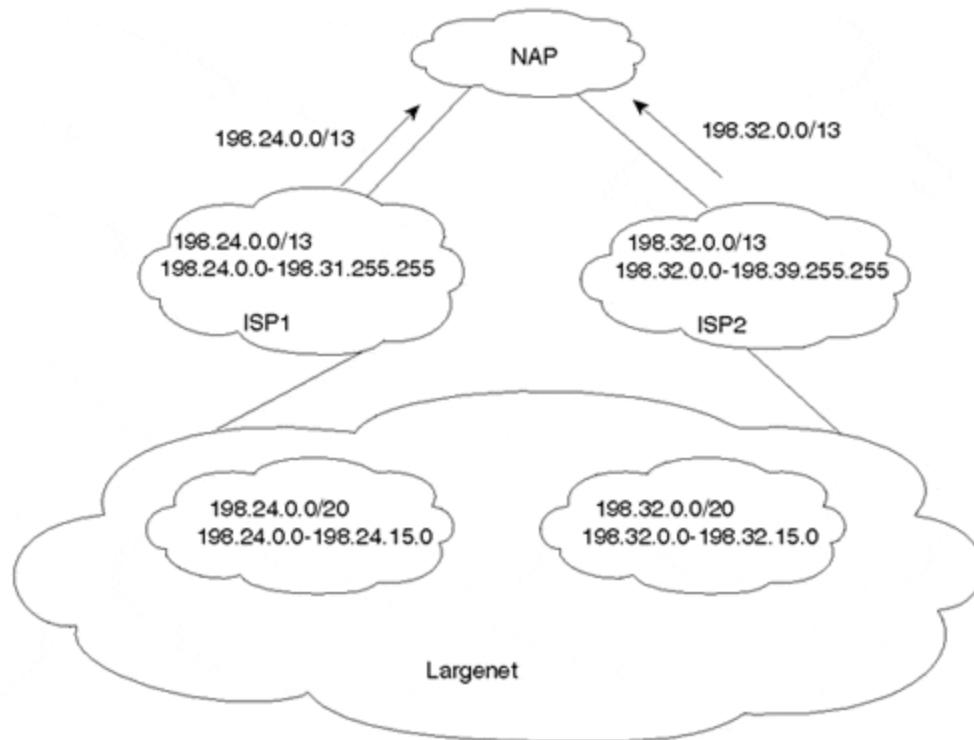 NAP
198.24.0.0/13
198.32.0.0/13
198.24.0.0/13
198.24.0.0-198.31.255.255
ISP1
198.32.0.0/13
198.32.0.0-198.39.255.255
ISP2
198.24.0.0/20
198.24.0.0-198.24.15.0
198.32.0.0/20
198.32.0.0-198.32.15.0
Largenet